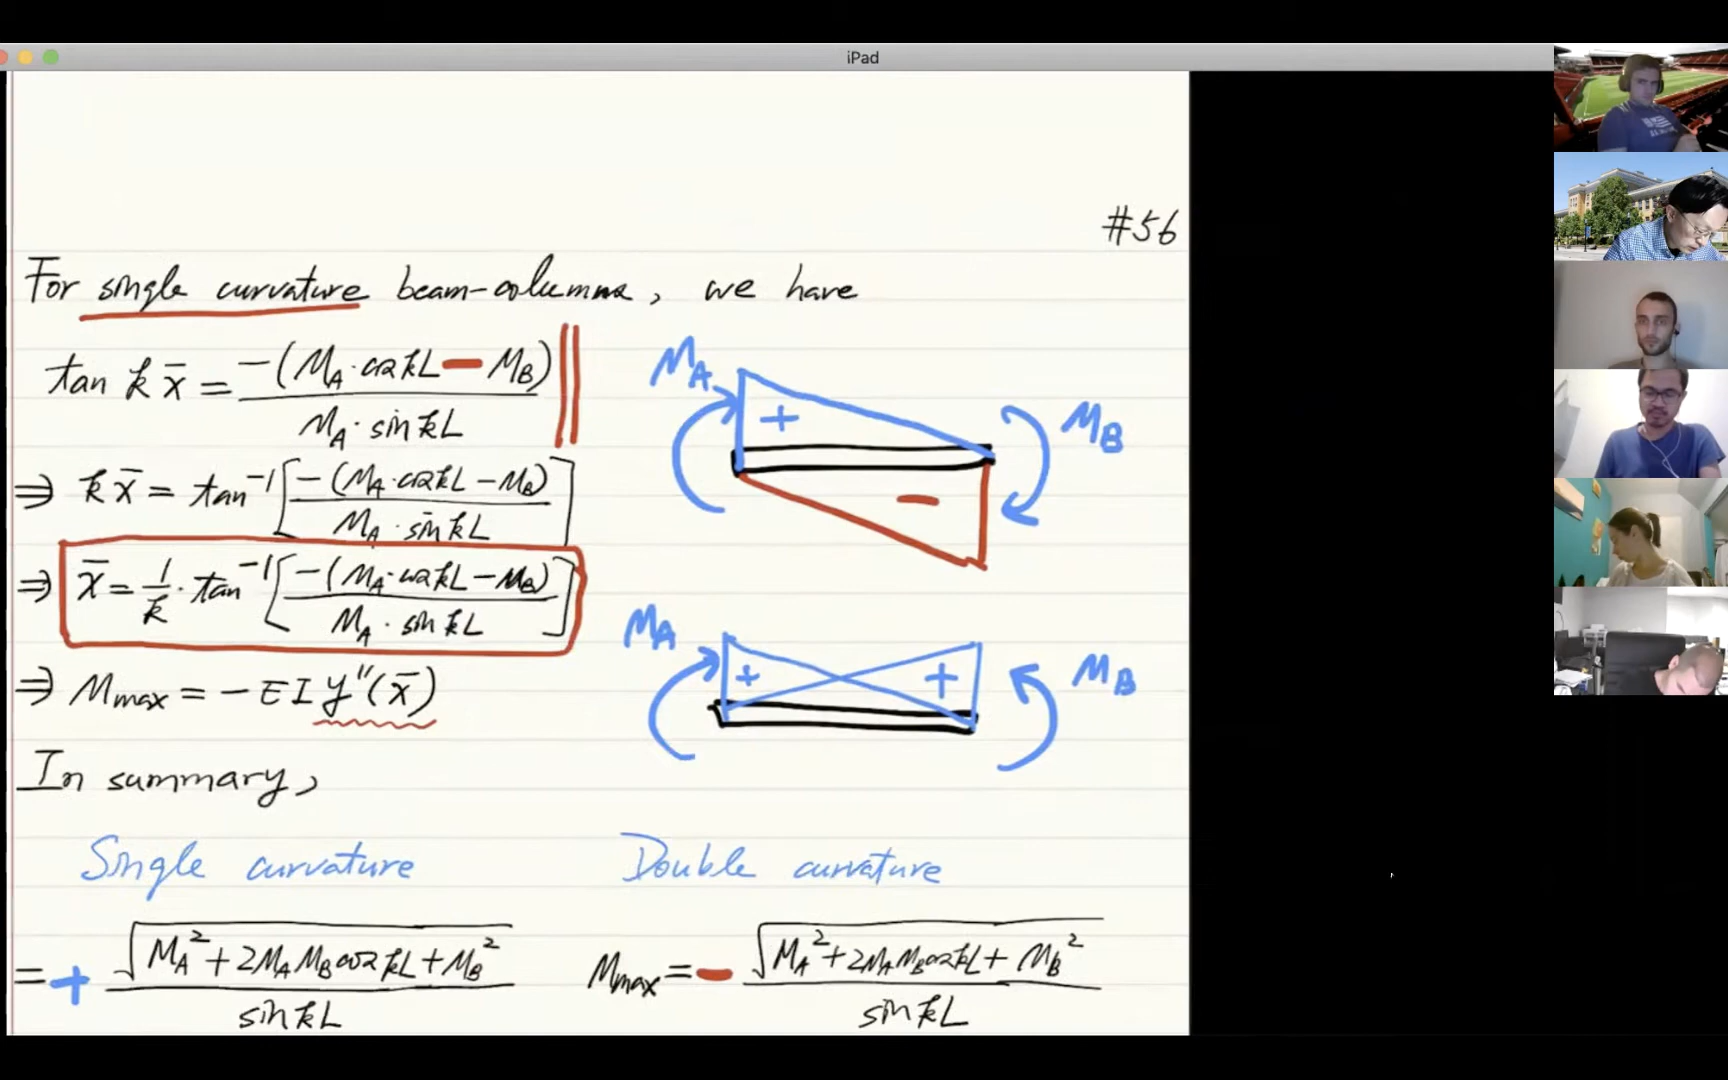 iPad
#56
For single curvature beam-columns, we have
tan k x̄ = -(M_A · cos kL - M_B) / (M_A · sin kL)
⇒ k x̄ = tan⁻¹ [-(M_A · cos kL - M_B) / (M_A · sin kL)]
⇒ x̄ = 1/k · tan⁻¹ [-(M_A · cos kL - M_B) / (M_A · sin kL)]
⇒ Mmax = -EI y''(x̄)
M_A
+
M_B
-
M_A
+
+
M_B
In summary,
Single curvature
Double curvature
= + √(M_A² + 2M_A M_B cos kL + M_B²) / sin kL
Mmax = - √(M_A² + 2M_A M_B cos kL + M_B²) / sin kL